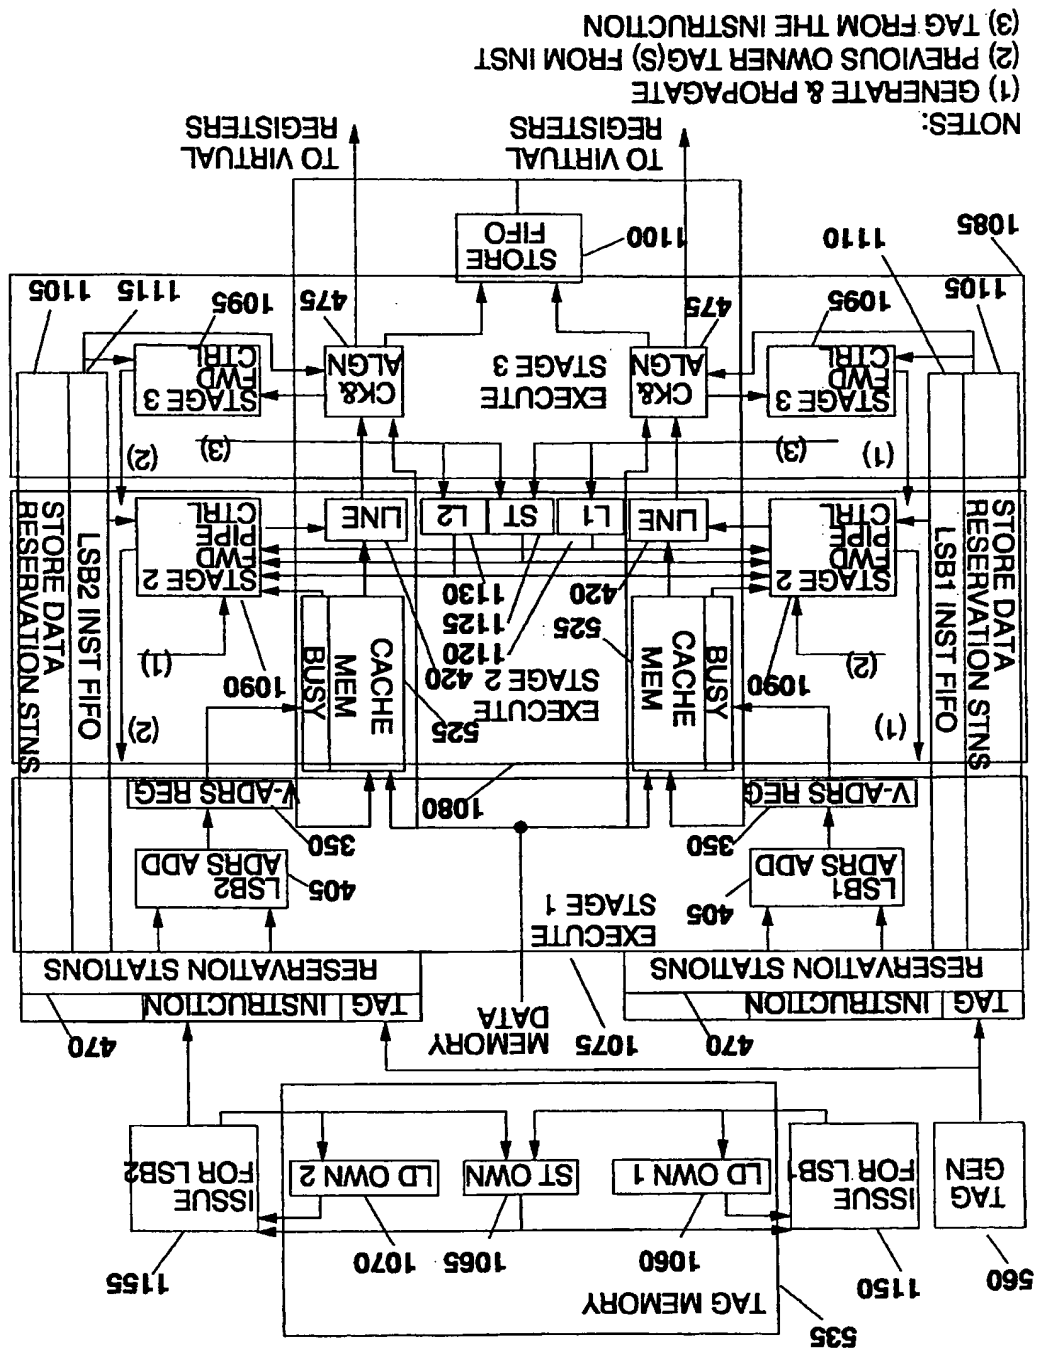 535
TAG MEMORY
560
1150
1060
1065
1070
1155
TAG
GEN
ISSUE
FOR LSB1
LD OWN 1
ST OWN
LD OWN 2
ISSUE
FOR LSB2
470
1075
MEMORY
DATA
470
TAG
INSTRUCTION
RESERVATION STATIONS
TAG
INSTRUCTION
RESERVATION STATIONS
EXECUTE
STAGE 1
LSB1
ADRS ADD
405
LSB2
ADRS ADD
405
350
V-ADRS REG
350
V-ADRS REG
1080
STORE DATA
RESERVATION STNS
LSB1 INST FIFO
(1)
(2)
1090
BUSY
CACHE
MEM
525
EXECUTE
STAGE 2
525
CACHE
MEM
BUSY
1090
(1)
(2)
LSB2 INST FIFO
STORE DATA
RESERVATION STNS
420
1120
1125
1130
420
STAGE 2
FWD
PIPE
CTRL
LINE
L1
ST
L2
LINE
STAGE 2
FWD
PIPE
CTRL
(1)
(3)
(3)
(2)
STAGE 3
FWD
CTRL
CK&
ALGN
EXECUTE
STAGE 3
CK&
ALGN
STAGE 3
FWD
CTRL
1105
1095
475
475
1095
1115
1105
1085
1110
1100
STORE
FIFO
TO VIRTUAL
REGISTERS
TO VIRTUAL
REGISTERS
NOTES:
(1) GENERATE & PROPAGATE
(2) PREVIOUS OWNER TAG(S) FROM INST
(3) TAG FROM THE INSTRUCTION